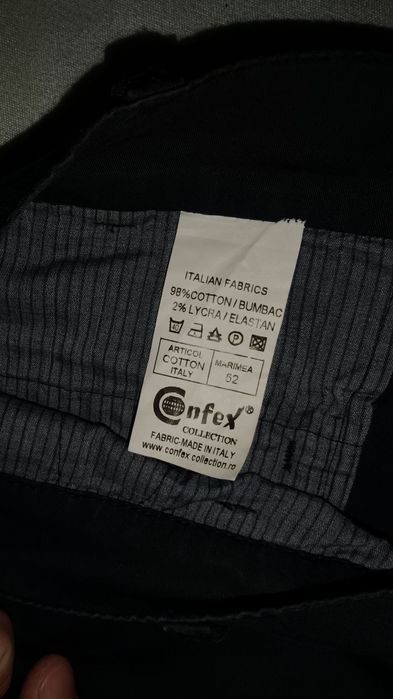 ITALIAN FABRICS
98%COTTON/BUMBAC
2% LYCRA/ELASTAN
40 P
ARTICOL
COTTON
ITALY
MARIMEA
52
Confex®
COLLECTION
FABRIC-MADE IN ITALY
www.confex collection.ro